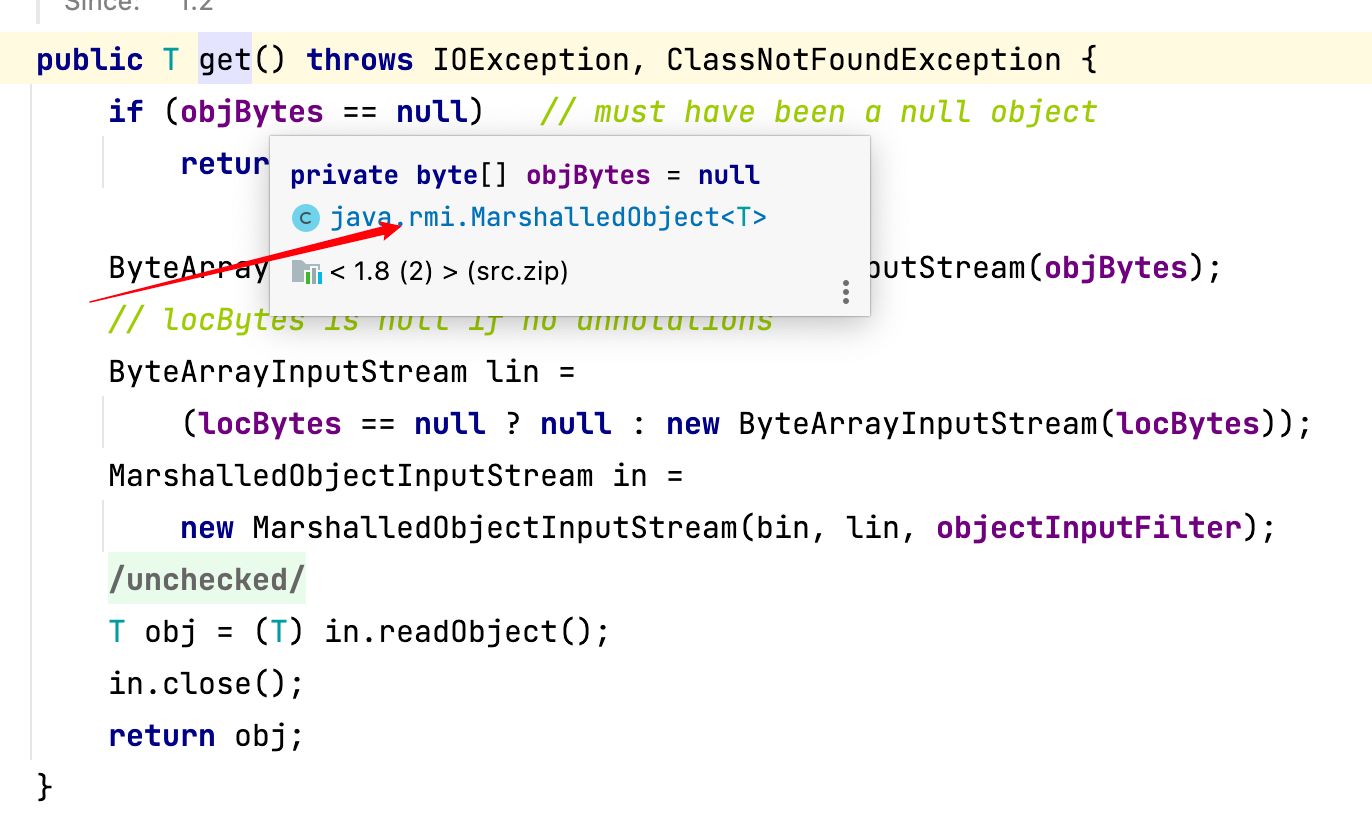 Since: 1.2
public T get() throws IOException, ClassNotFoundException {
if (objBytes == null) // must have been a null object
retur
private byte[] objBytes = null
C java.rmi.MarshalledObject<T>
< 1.8 (2) > (src.zip)
ByteArray putStream(objBytes);
// locBytes is null if no annotations
ByteArrayInputStream lin =
(locBytes == null ? null : new ByteArrayInputStream(locBytes));
MarshalledObjectInputStream in =
new MarshalledObjectInputStream(bin, lin, objectInputFilter);
/unchecked/
T obj = (T) in.readObject();
in.close();
return obj;
}